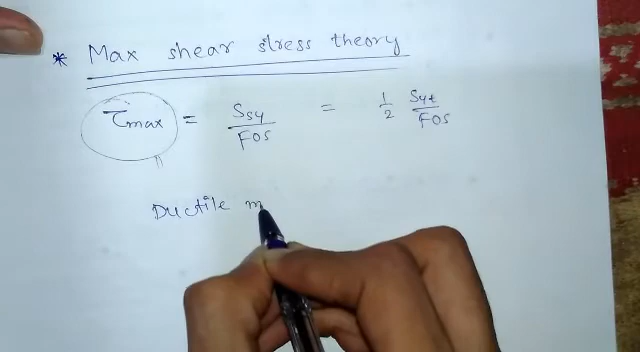 * Max shear stress theory
τmax = Ssy/FOS = 1/2 Syt/FOS
Ductile m